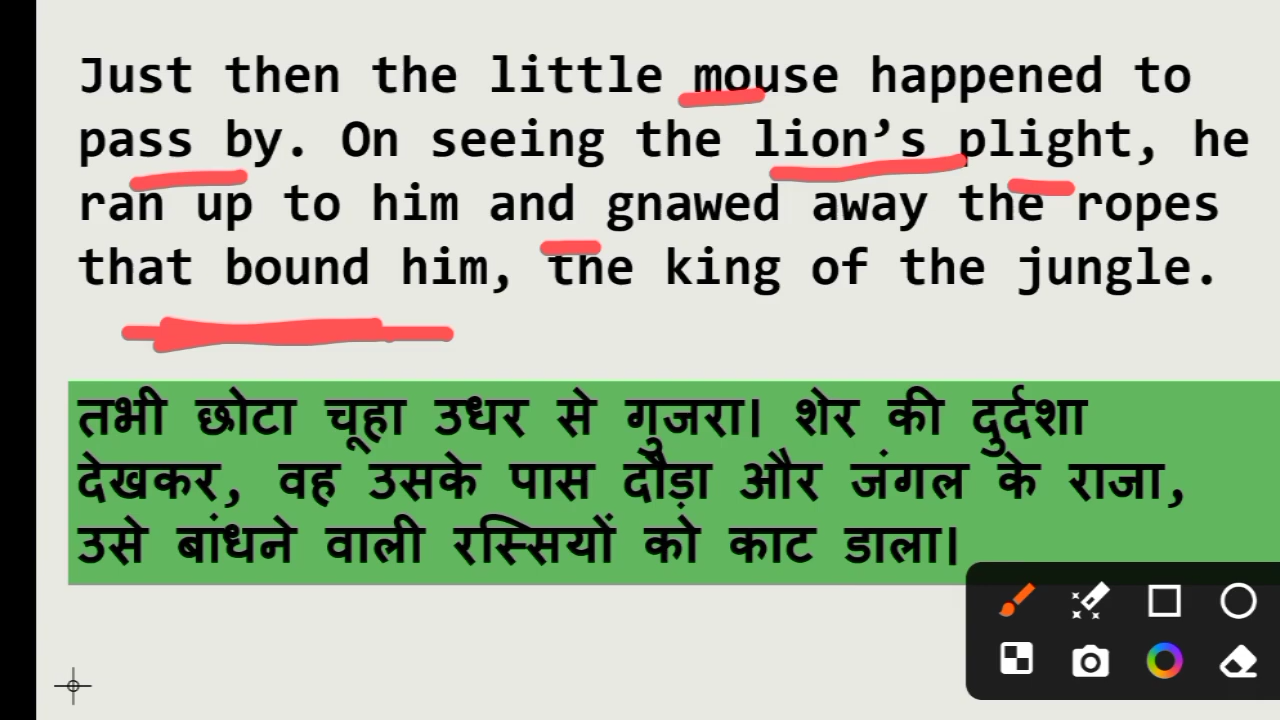 Just then the little mouse happened to
pass by. On seeing the lion’s plight, he
ran up to him and gnawed away the ropes
that bound him, the king of the jungle.
तभी छोटा चूहा उधर से गुजरा। शेर की दुर्दशा
देखकर, वह उसके पास दौड़ा और जंगल के राजा,
उसे बांधने वाली रस्सियों को काट डाला।